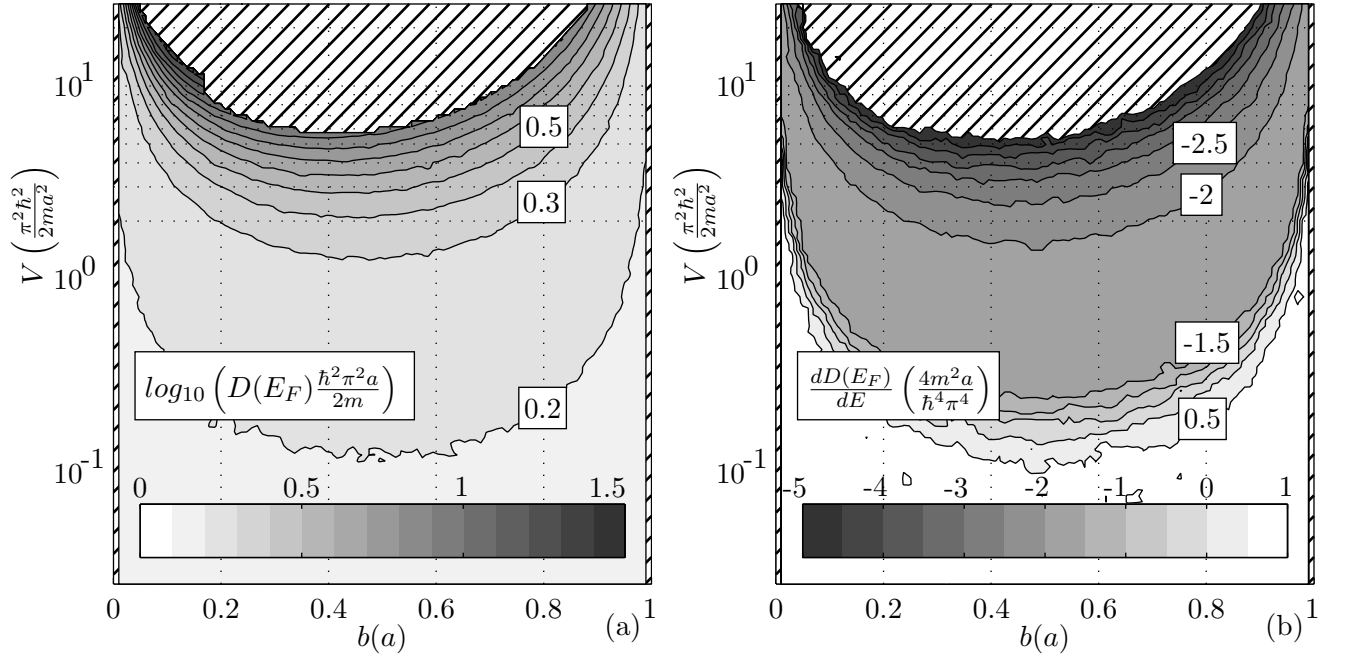 10^1
10^0
10^-1
V (π²ħ²/2ma²)
0.5
0.3
0.2
log10 (D(E_F) ħ²π²a/2m)
0 0.5 1 1.5
0 0.2 0.4 0.6 0.8 1
b(a)
(a)
10^1
10^0
10^-1
V (π²ħ²/2ma²)
-2.5
-2
-1.5
0.5
dD(E_F)/dE (4m²a/ħ⁴π⁴)
-5 -4 -3 -2 -1 0 1
0 0.2 0.4 0.6 0.8 1
b(a)
(b)